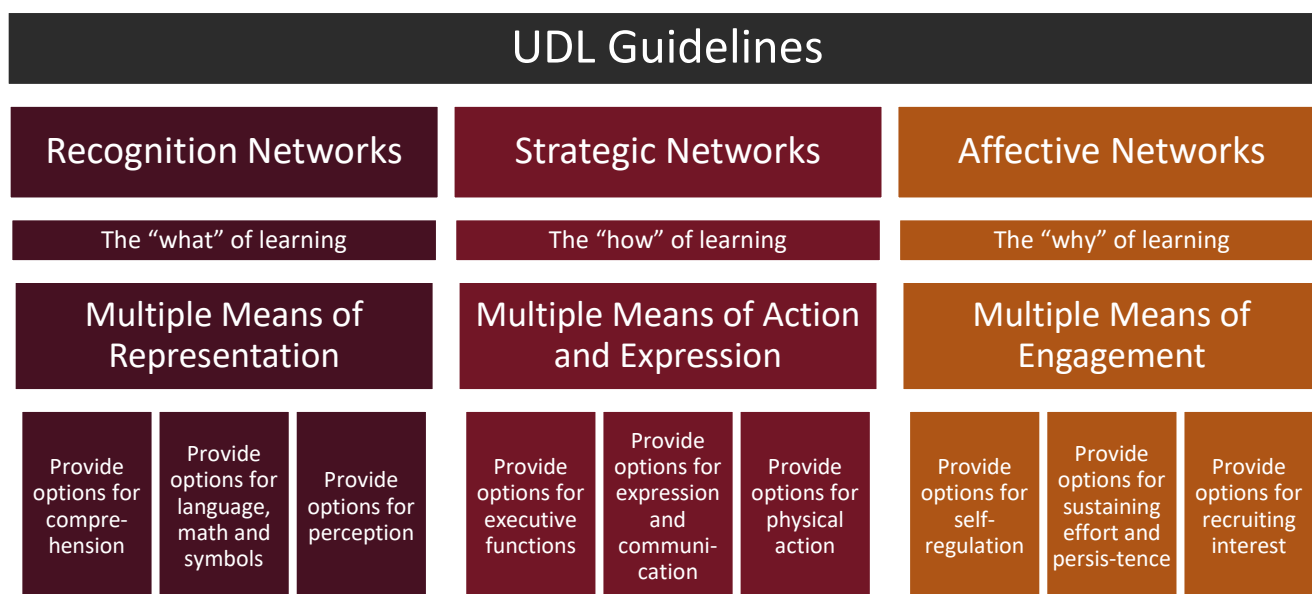 UDL Guidelines
Recognition Networks
The “what” of learning
Multiple Means of
Representation
Provide
options for
compre-
hension
Provide
options for
language,
math and
symbols
Provide
options for
perception
Strategic Networks
The “how” of learning
Multiple Means of Action
and Expression
Provide
options for
executive
functions
Provide
options for
expression
and
communi-
cation
Provide
options for
physical
action
Affective Networks
The “why” of learning
Multiple Means of
Engagement
Provide
options for
self-
regulation
Provide
options for
sustaining
effort and
persis-tence
Provide
options for
recruiting
interest